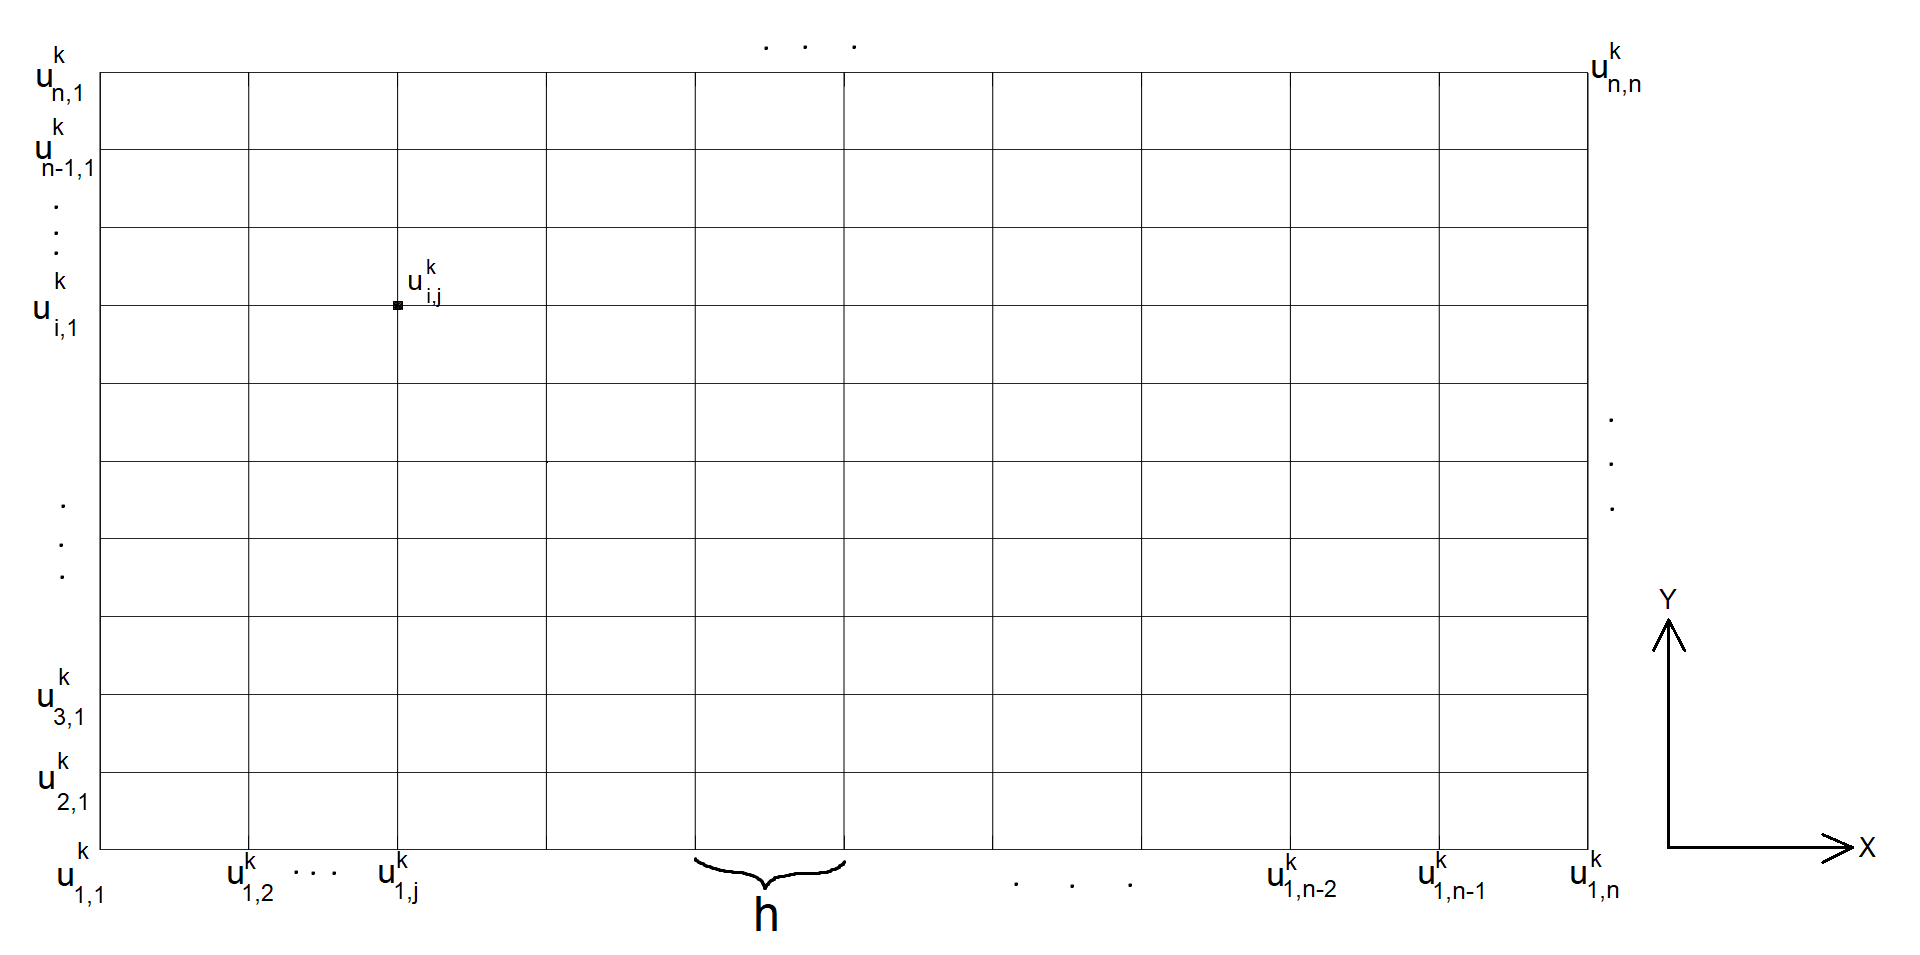 . . .
u^k_{n,1}
u^k_{n,n}
u^k_{n-1,1}
. . .
u^k_{i,j}
u^k_{i,1}
. . .
. . .
Y
u^k_{3,1}
u^k_{2,1}
X
u^k_{1,1} u^k_{1,2} . . . u^k_{1,j} . . . u^k_{1,n-2} u^k_{1,n-1} u^k_{1,n}
h